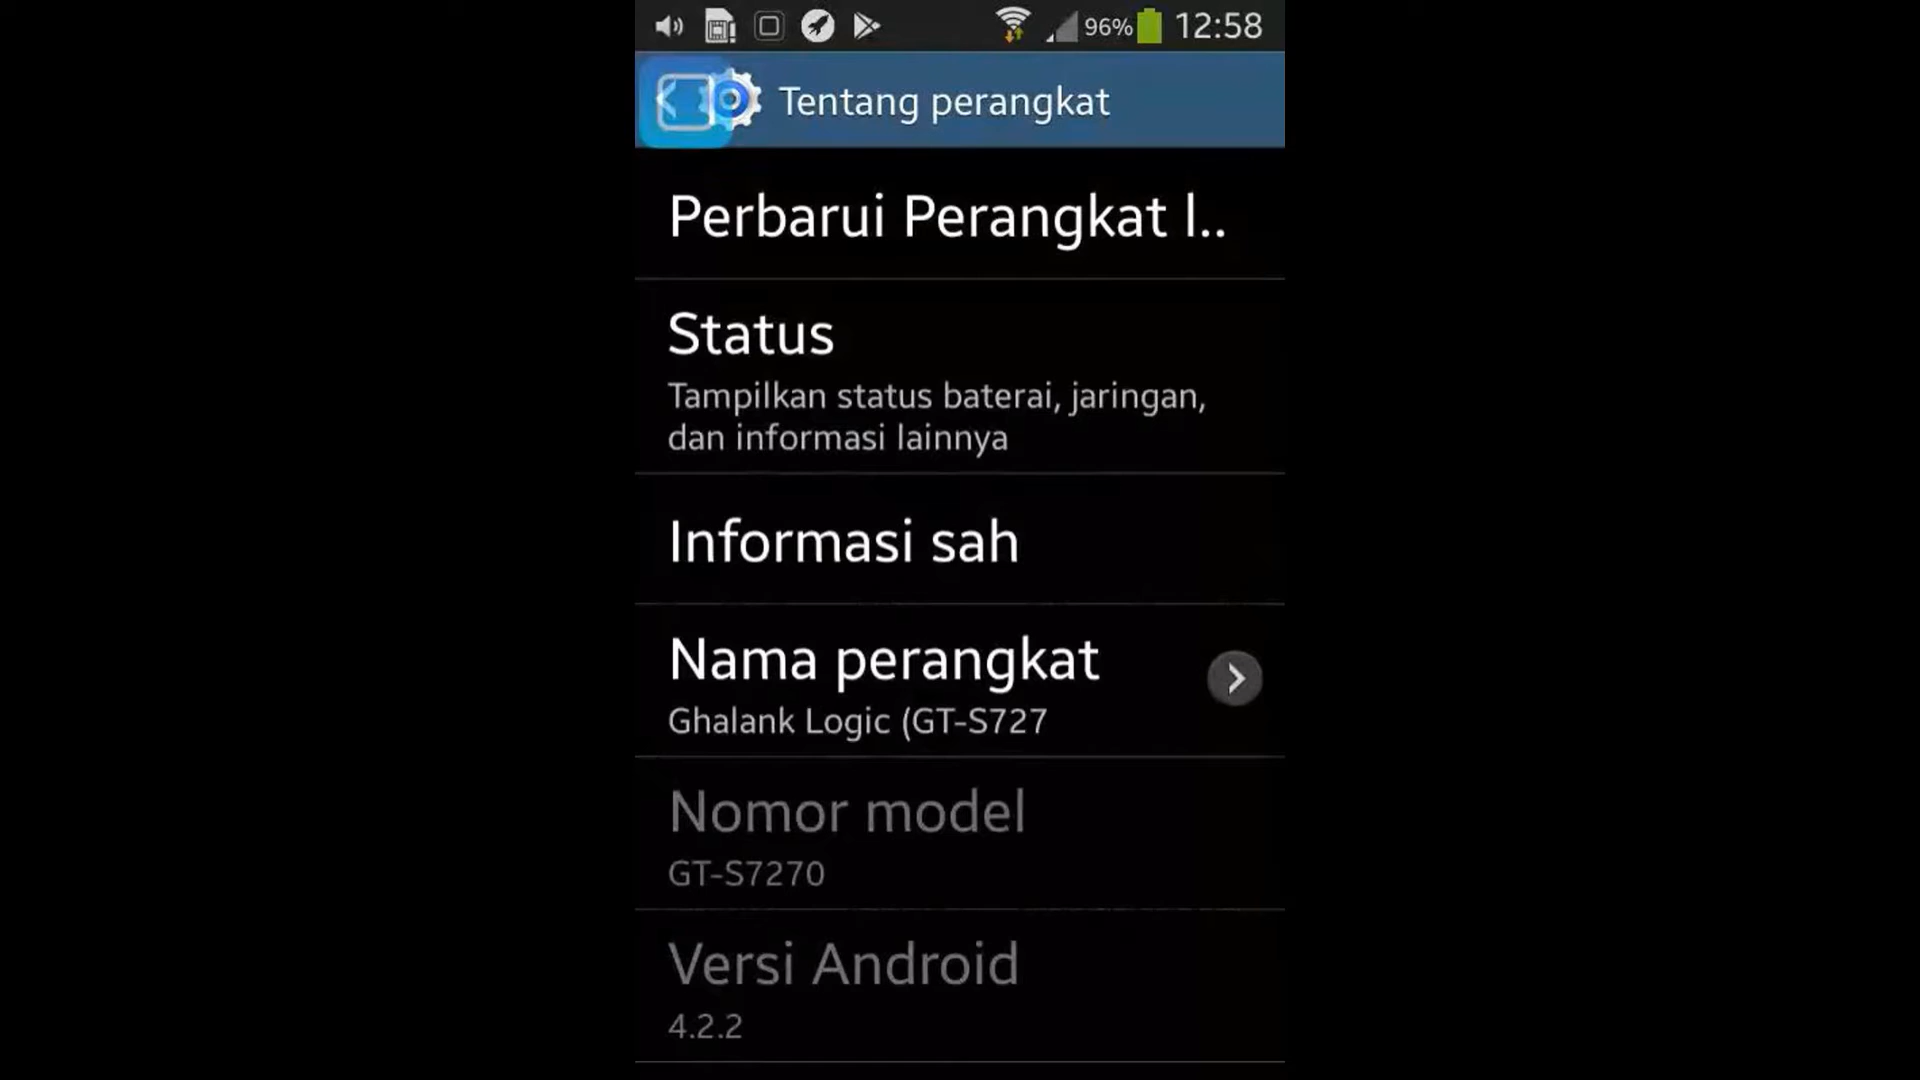 96% 12:58
Tentang perangkat
Perbarui Perangkat l..
Status
Tampilkan status baterai, jaringan,
dan informasi lainnya
Informasi sah
Nama perangkat
Ghalank Logic (GT-S727
Nomor model
GT-S7270
Versi Android
4.2.2